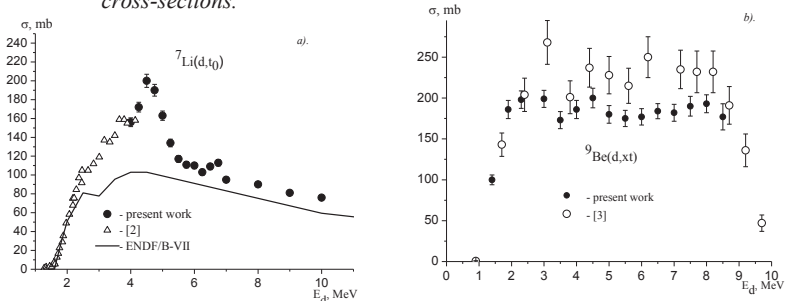 cross-sections.
σ, mb
a).
⁷Li(d,t₀)
240
220
200
180
160
140
120
100
80
60
40
20
0
- present work
- [2]
- ENDF/B-VII
2 4 6 8 10
E_d, MeV
σ, mb
b).
250
200
150
100
50
0
⁹Be(d,xt)
- present work
- [3]
0 1 2 3 4 5 6 7 8 9 10
E_d, MeV